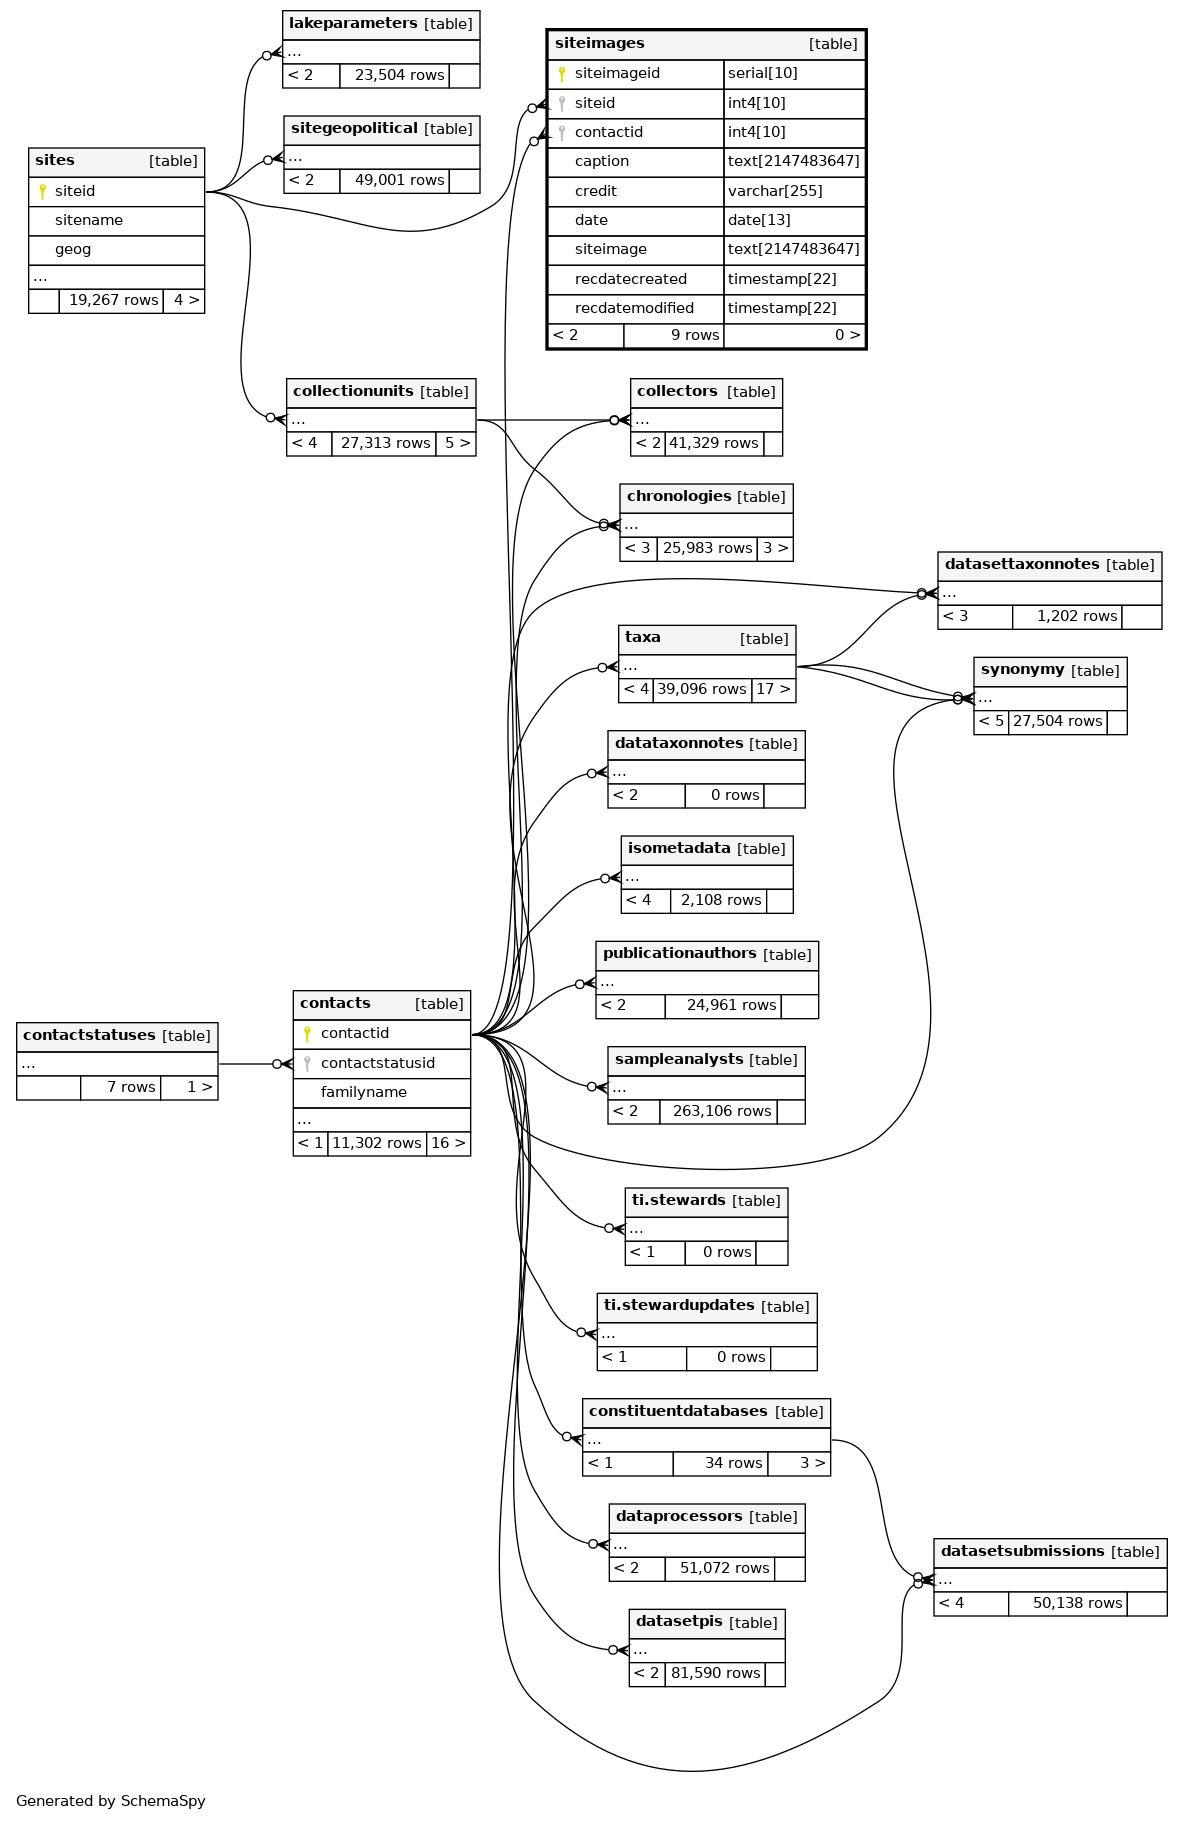 lakeparameters [table]
...
< 2 23,504 rows
siteimages [table]
siteimageid serial[10]
siteid int4[10]
contactid int4[10]
caption text[2147483647]
credit varchar[255]
date date[13]
siteimage text[2147483647]
recdatecreated timestamp[22]
recdatemodified timestamp[22]
< 2 9 rows 0 >
sitegeopolitical [table]
...
< 2 49,001 rows
sites [table]
siteid
sitename
geog
...
19,267 rows 4 >
collectionunits [table]
...
< 4 27,313 rows 5 >
collectors [table]
...
< 2 41,329 rows
chronologies [table]
...
< 3 25,983 rows 3 >
datasettaxonnotes [table]
...
< 3 1,202 rows
taxa [table]
...
< 4 39,096 rows 17 >
synonymy [table]
...
< 5 27,504 rows
datataxonnotes [table]
...
< 2 0 rows
isometadata [table]
...
< 4 2,108 rows
publicationauthors [table]
...
< 2 24,961 rows
contacts [table]
contactid
contactstatusid
familyname
...
< 1 11,302 rows 16 >
contactstatuses [table]
...
7 rows 1 >
sampleanalysts [table]
...
< 2 263,106 rows
ti.stewards [table]
...
< 1 0 rows
ti.stewardupdates [table]
...
< 1 0 rows
constituentdatabases [table]
...
< 1 34 rows 3 >
dataprocessors [table]
...
< 2 51,072 rows
datasetsubmissions [table]
...
< 4 50,138 rows
datasetpis [table]
...
< 2 81,590 rows
Generated by SchemaSpy